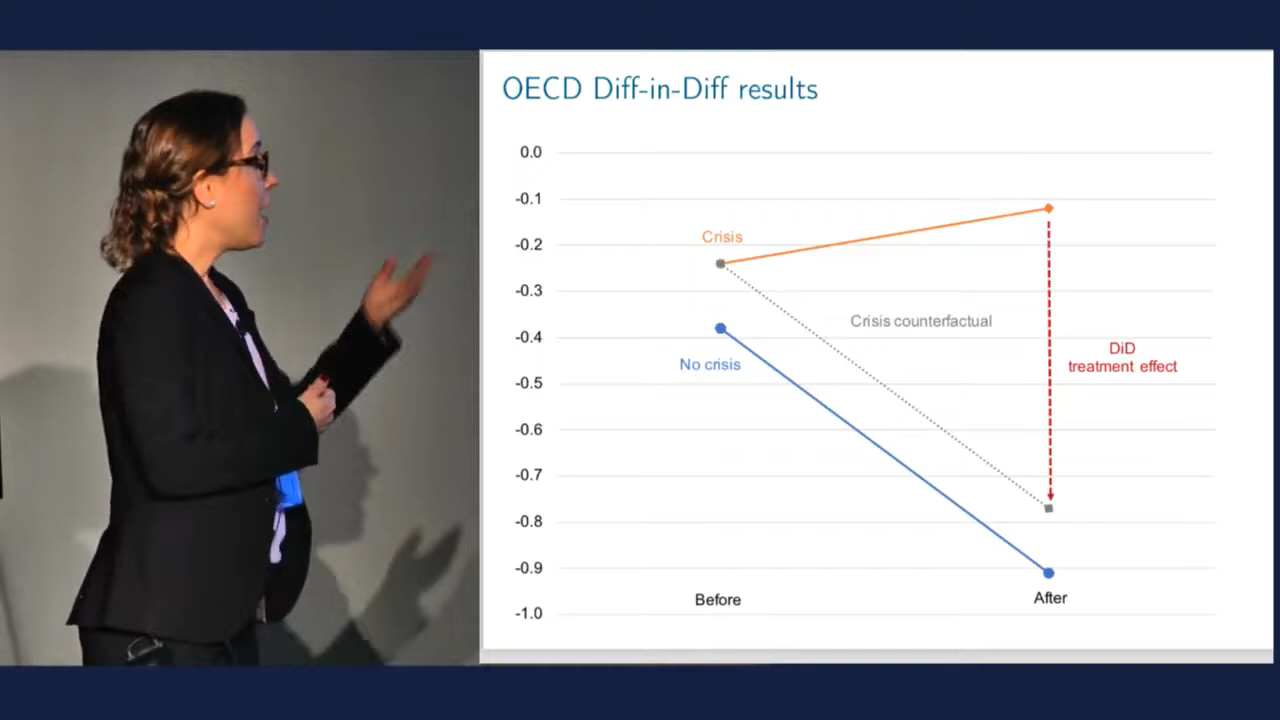 OECD Diff-in-Diff results
0.0
-0.1
-0.2
-0.3
-0.4
-0.5
-0.6
-0.7
-0.8
-0.9
-1.0
Crisis
Crisis counterfactual
No crisis
DiD
treatment effect
Before
After